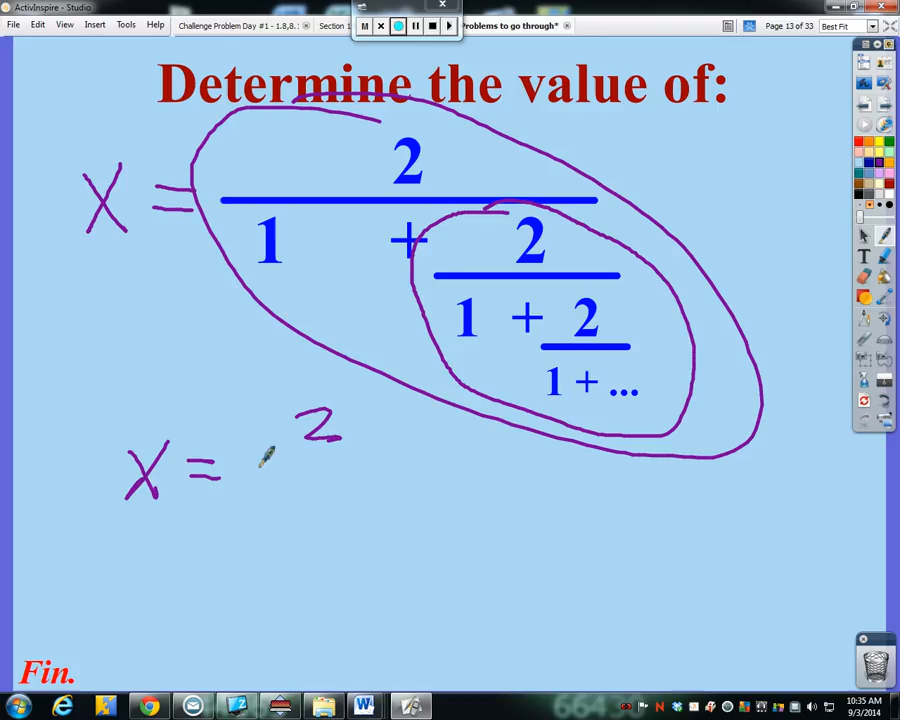 ActivInspire - Studio
File Edit View Insert Tools Help
Challenge Problem Day #1 - 1.8,8.
Section 1
Problems to go through*
Page 13 of 33
Best Fit
M
Determine the value of:
X =
2
1 + 2
1 + 2
1 + ...
X = 2
Fin.
10:35 AM
9/3/2014